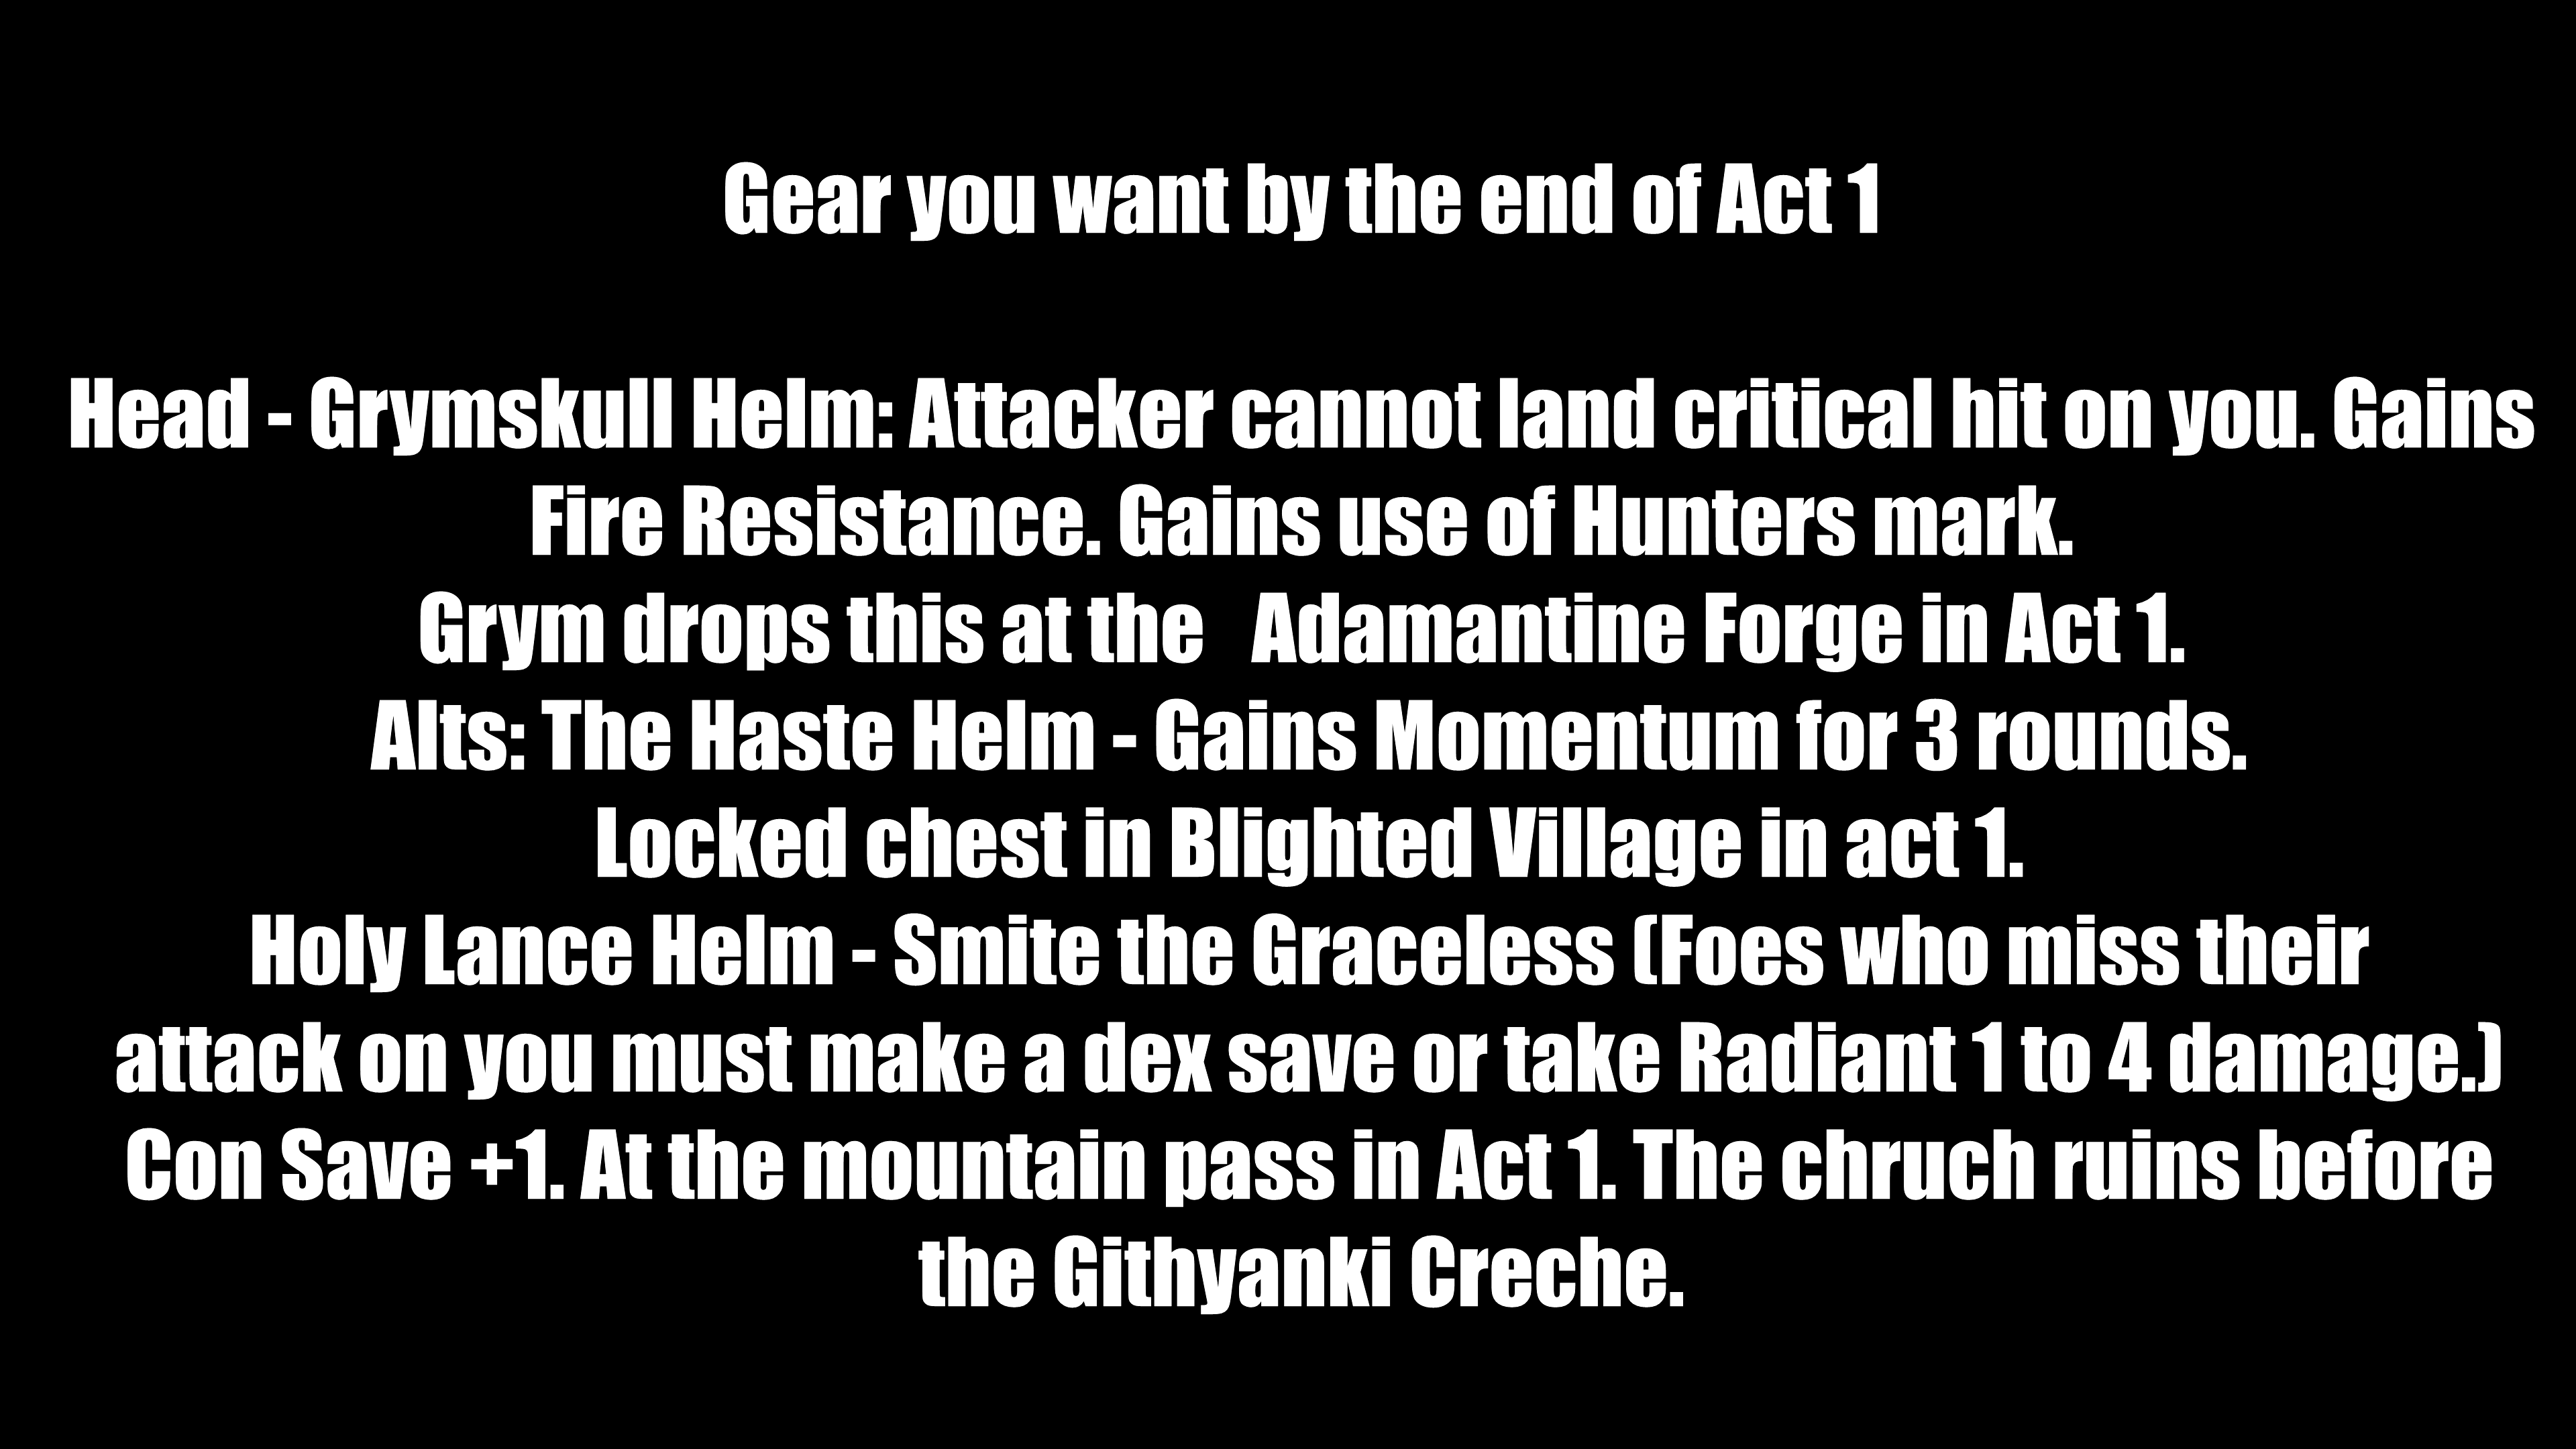 Gear you want by the end of Act 1
Head - Grymskull Helm: Attacker cannot land critical hit on you. Gains
Fire Resistance. Gains use of Hunters mark.
Grym drops this at the   Adamantine Forge in Act 1.
Alts: The Haste Helm - Gains Momentum for 3 rounds.
Locked chest in Blighted Village in act 1.
Holy Lance Helm - Smite the Graceless (Foes who miss their
attack on you must make a dex save or take Radiant 1 to 4 damage.)
Con Save +1. At the mountain pass in Act 1. The chruch ruins before
the Githyanki Creche.